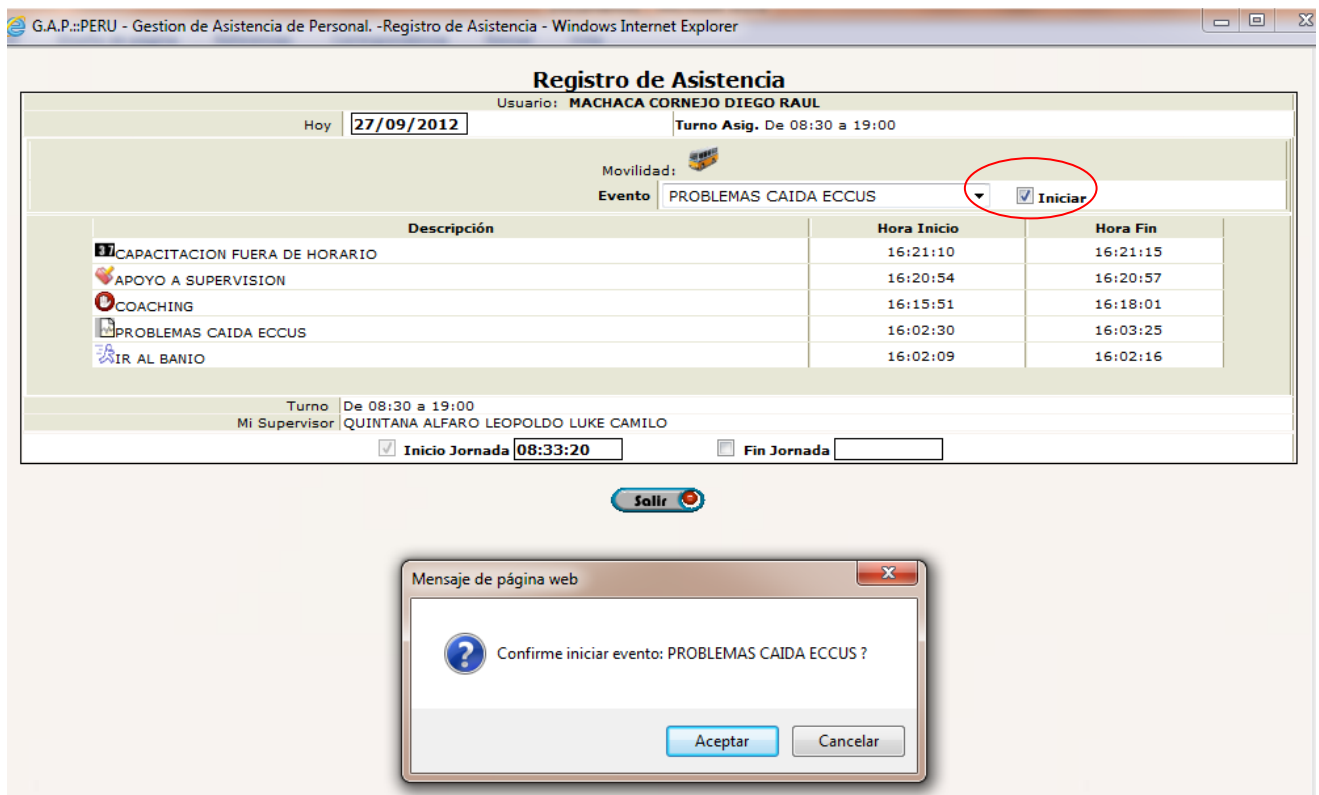 G.A.P.::PERU - Gestion de Asistencia de Personal. -Registro de Asistencia - Windows Internet Explorer
Registro de Asistencia
Usuario: MACHACA CORNEJO DIEGO RAUL
Hoy 27/09/2012 Turno Asig. De 08:30 a 19:00
Movilidad:
Evento PROBLEMAS CAIDA ECCUS Iniciar
Descripción Hora Inicio Hora Fin
37 CAPACITACION FUERA DE HORARIO 16:21:10 16:21:15
APOYO A SUPERVISION 16:20:54 16:20:57
COACHING 16:15:51 16:18:01
PROBLEMAS CAIDA ECCUS 16:02:30 16:03:25
IR AL BANIO 16:02:09 16:02:16
Turno De 08:30 a 19:00
Mi Supervisor QUINTANA ALFARO LEOPOLDO LUKE CAMILO
Inicio Jornada 08:33:20 Fin Jornada
Salir
Mensaje de página web
Confirme iniciar evento: PROBLEMAS CAIDA ECCUS ?
Aceptar Cancelar